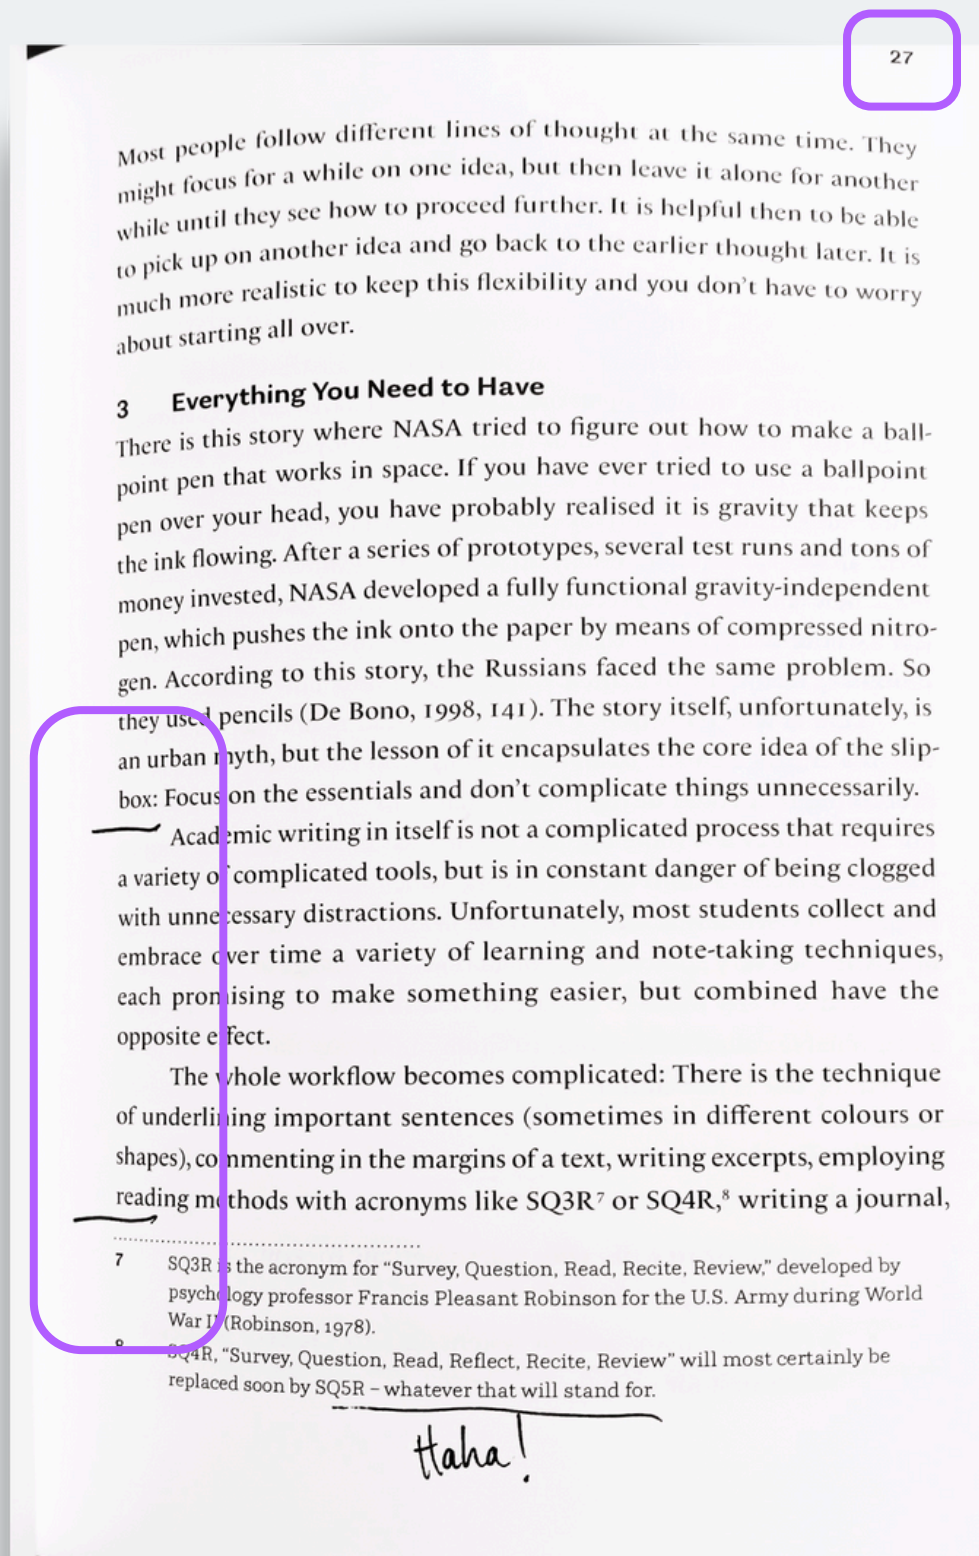 27
Most people follow different lines of thought at the same time. They
might focus for a while on one idea, but then leave it alone for another
while until they see how to proceed further. It is helpful then to be able
to pick up on another idea and go back to the earlier thought later. It is
much more realistic to keep this flexibility and you don't have to worry
about starting all over.
3 Everything You Need to Have
There is this story where NASA tried to figure out how to make a ball-
point pen that works in space. If you have ever tried to use a ballpoint
pen over your head, you have probably realised it is gravity that keeps
the ink flowing. After a series of prototypes, several test runs and tons of
money invested, NASA developed a fully functional gravity-independent
pen, which pushes the ink onto the paper by means of compressed nitro-
gen. According to this story, the Russians faced the same problem. So
they used pencils (De Bono, 1998, 141). The story itself, unfortunately, is
an urban myth, but the lesson of it encapsulates the core idea of the slip-
box: Focus on the essentials and don't complicate things unnecessarily.
Academic writing in itself is not a complicated process that requires
a variety of complicated tools, but is in constant danger of being clogged
with unnecessary distractions. Unfortunately, most students collect and
embrace over time a variety of learning and note-taking techniques,
each promising to make something easier, but combined have the
opposite effect.
The whole workflow becomes complicated: There is the technique
of underlining important sentences (sometimes in different colours or
shapes), commenting in the margins of a text, writing excerpts, employing
reading methods with acronyms like SQ3R⁷ or SQ4R,⁸ writing a journal,
7 SQ3R is the acronym for “Survey, Question, Read, Recite, Review,” developed by
psychology professor Francis Pleasant Robinson for the U.S. Army during World
War II (Robinson, 1978).
8 SQ4R, “Survey, Question, Read, Reflect, Recite, Review” will most certainly be
replaced soon by SQ5R – whatever that will stand for.
Haha!